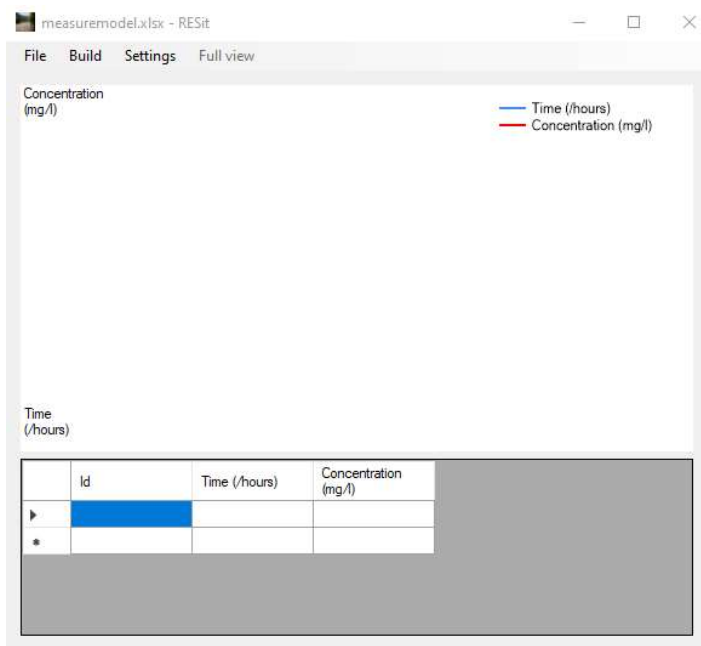 measuremodel.xlsx - RESit
File Build Settings Full view
Concentration
(mg/l)
Time (/hours)
Concentration (mg/l)
Time
(/hours)
Id Time (/hours) Concentration
(mg/l)